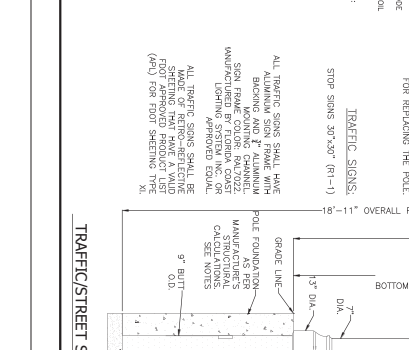 ODE
OIL
FOR REPLACING THE POLE.
TRAFFIC SIGNS:
STOP SIGNS 30"x30" (R1-1)
ALL TRAFFIC SIGNS SHALL HAVE
ALUMINUM SIGN FRAME WITH
BACKING AND ALUMINUM
MOUNTING CHANNEL.
SIGN FRAME COLOR: RAL7022,
MANUFACTURED BY FLORIDA COAST
LIGHTING SYSTEM INC. OR
APPROVED EQUAL.
ALL TRAFFIC SIGNS SHALL BE
MADE OF RETRO-REFLECTIVE
SHEETING THAT HAVE A VALID
FDOT APPROVED PRODUCT LIST
(APL) FOR FDOT SHEETING TYPE
XI.
18'-11" OVERALL
BOTTOM
7"
DIA.
13" DIA.
GRADE LINE
POLE FOUNDATION
AS PER
MANUFACTURE'S
STRUCTURAL
CALCULATIONS.
SEE NOTES
9" BUTT
O.D.
TRAFFIC/STREET S